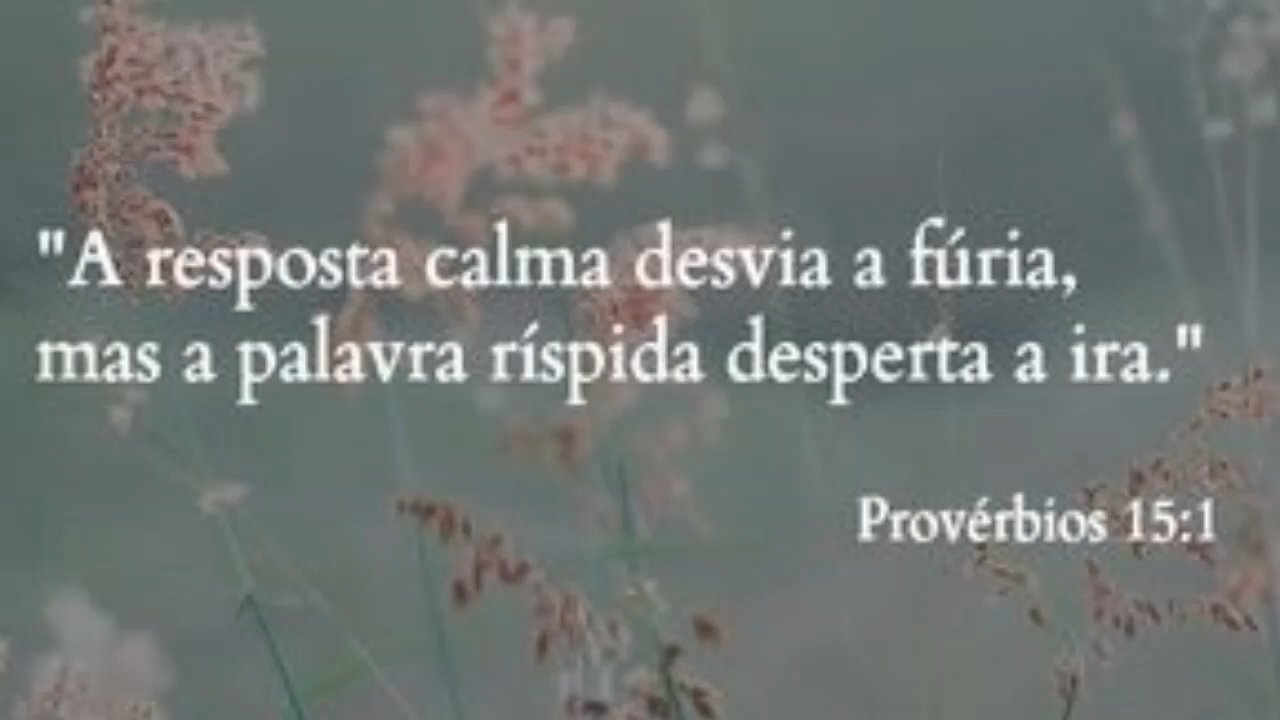 "A resposta calma desvia a fúria,
mas a palavra ríspida desperta a ira."
Provérbios 15:1